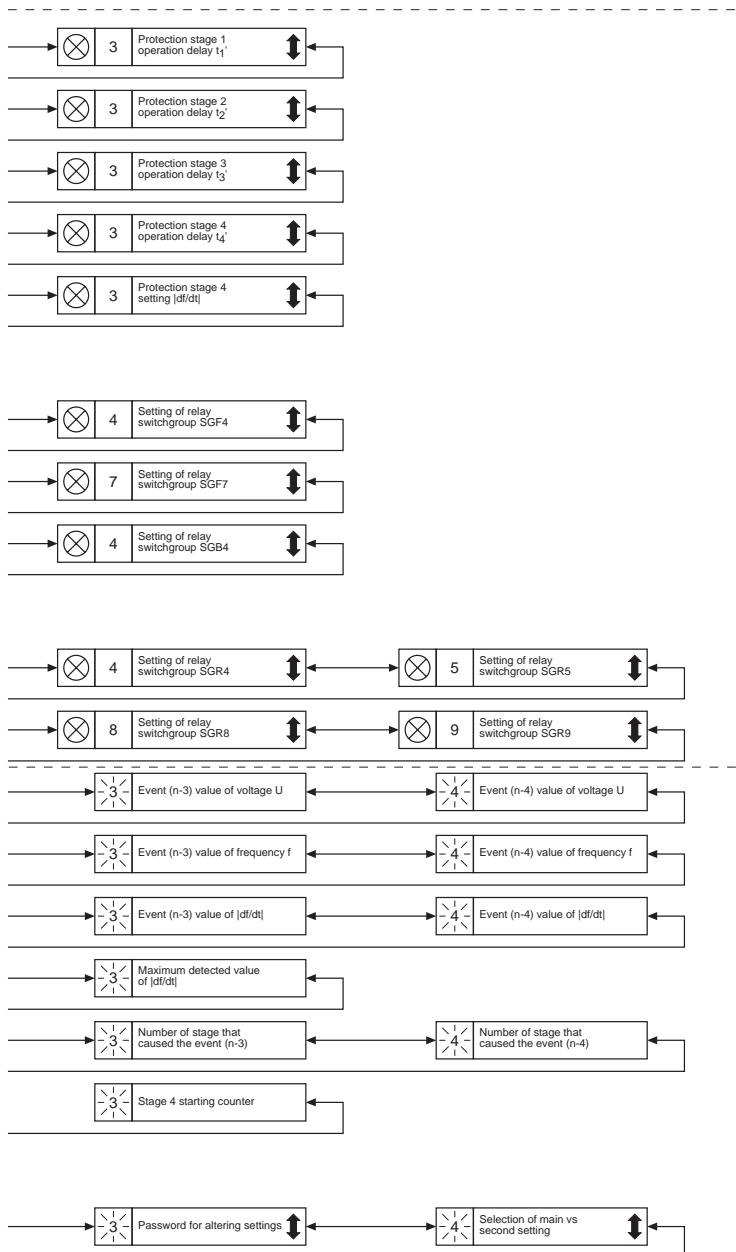 3 Protection stage 1
operation delay t1'
3 Protection stage 2
operation delay t2'
3 Protection stage 3
operation delay t3'
3 Protection stage 4
operation delay t4'
3 Protection stage 4
setting |df/dt|
4 Setting of relay
switchgroup SGF4
7 Setting of relay
switchgroup SGF7
4 Setting of relay
switchgroup SGB4
4 Setting of relay
switchgroup SGR4
5 Setting of relay
switchgroup SGR5
8 Setting of relay
switchgroup SGR8
9 Setting of relay
switchgroup SGR9
3 Event (n-3) value of voltage U
4 Event (n-4) value of voltage U
3 Event (n-3) value of frequency f
4 Event (n-4) value of frequency f
3 Event (n-3) value of |df/dt|
4 Event (n-4) value of |df/dt|
3 Maximum detected value
of |df/dt|
3 Number of stage that
caused the event (n-3)
4 Number of stage that
caused the event (n-4)
3 Stage 4 starting counter
3 Password for altering settings
4 Selection of main vs
second setting